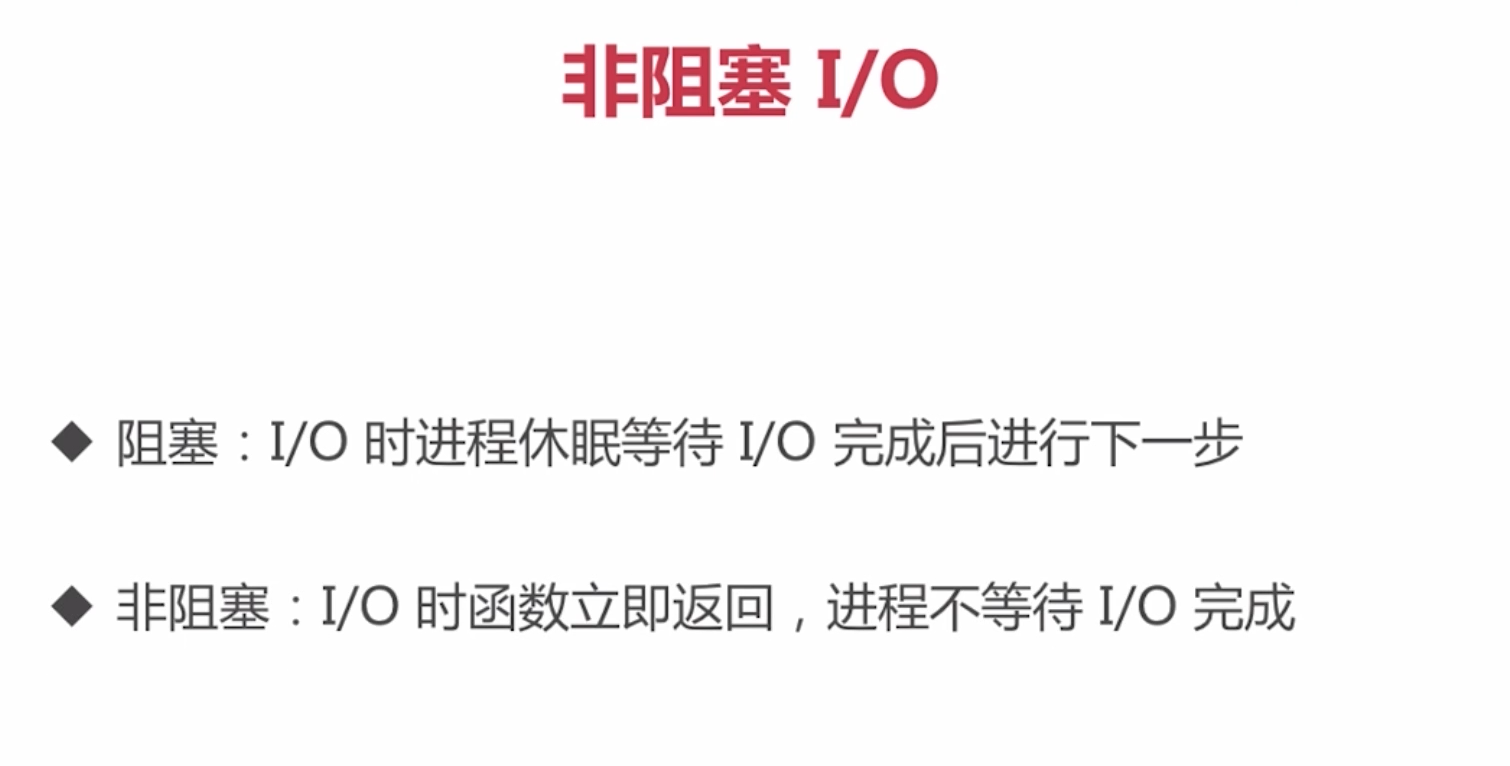 非阻塞 I/O
◆ 阻塞：I/O 时进程休眠等待 I/O 完成后进行下一步
◆ 非阻塞：I/O 时函数立即返回，进程不等待 I/O 完成